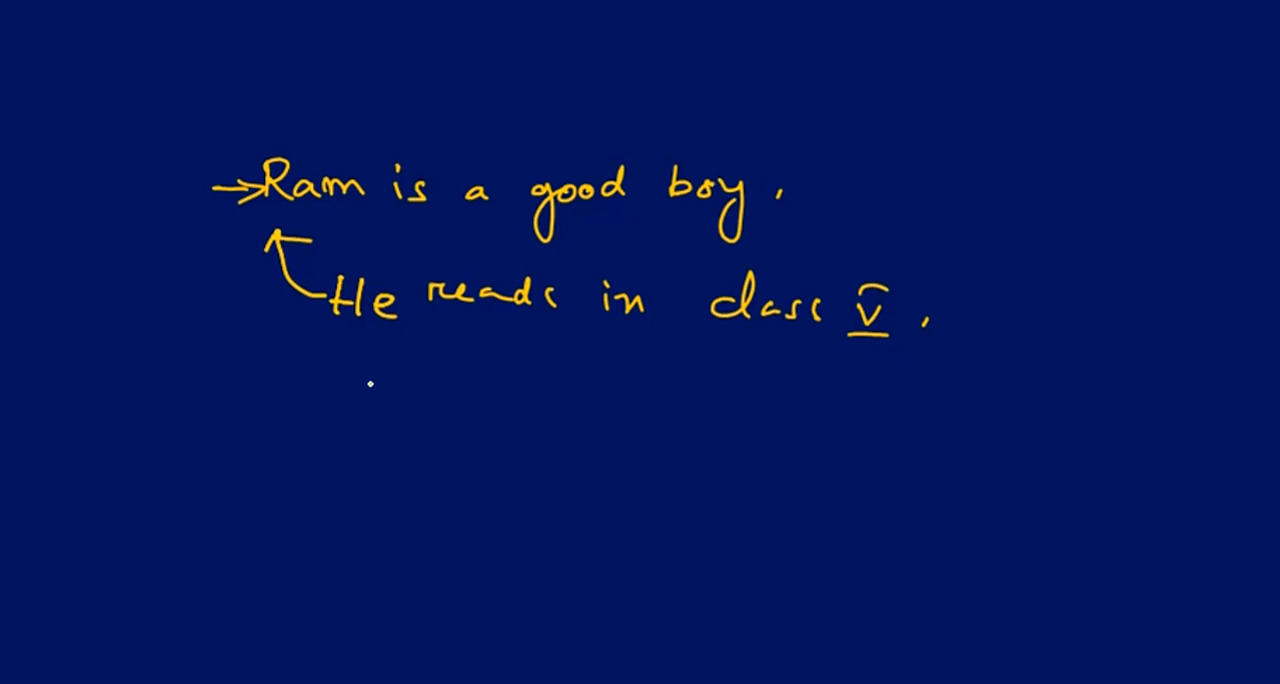 →Ram is a good boy.
He reads in class V.